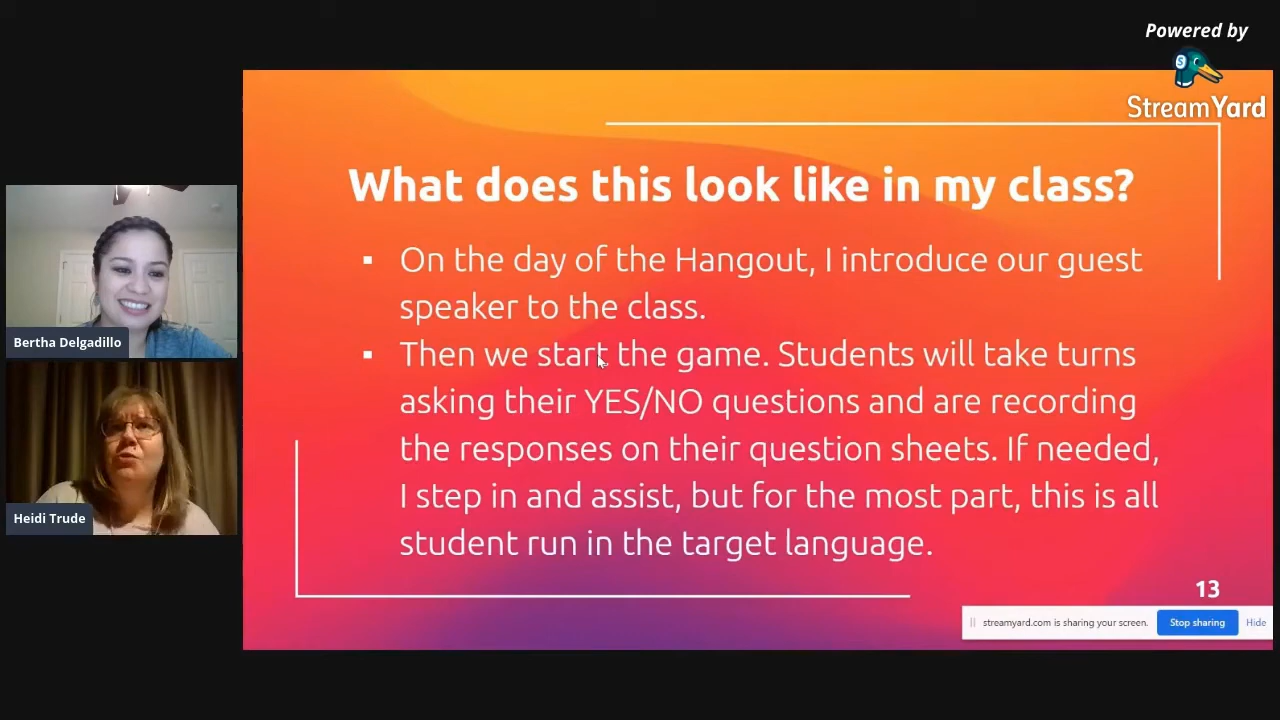 Powered by
StreamYard
What does this look like in my class?
▪ On the day of the Hangout, I introduce our guest
speaker to the class.
▪ Then we start the game. Students will take turns
asking their YES/NO questions and are recording
the responses on their question sheets. If needed,
I step in and assist, but for the most part, this is all
student run in the target language.
13
Bertha Delgadillo
Heidi Trude
streamyard.com is sharing your screen.
Stop sharing
Hide